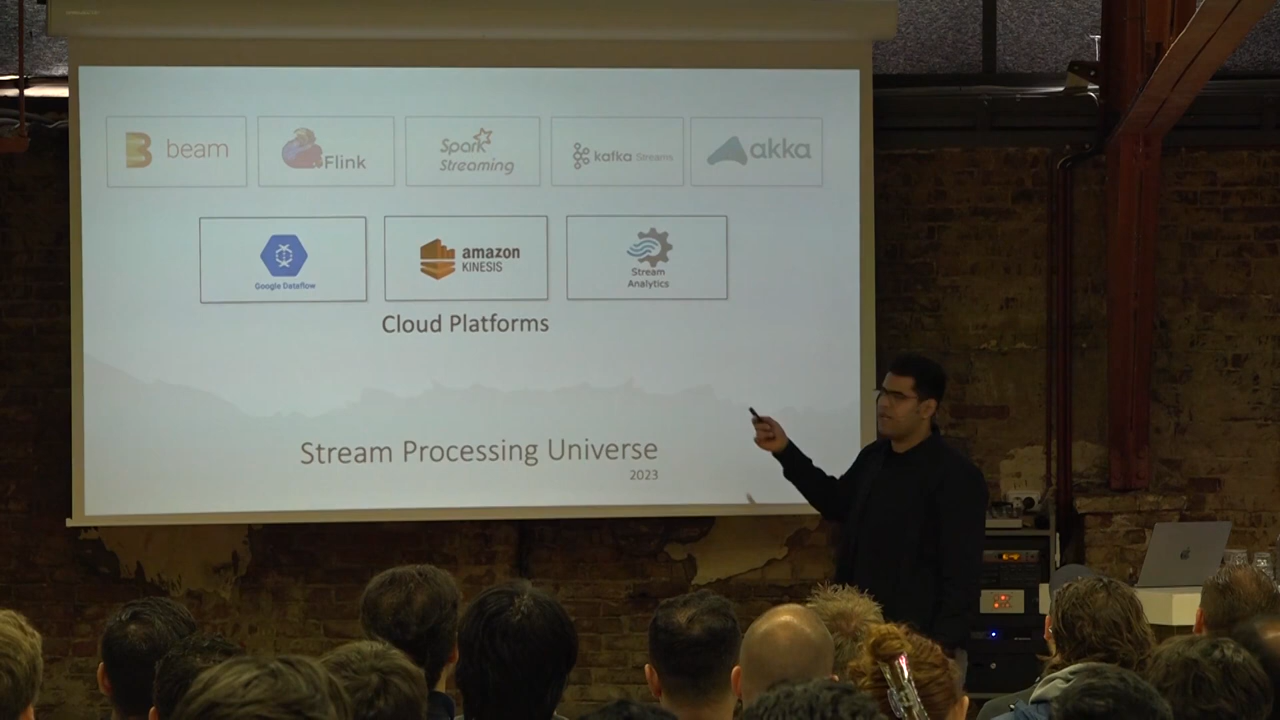 beam
Flink
Spark
Streaming
kafka Streams
akka
Google Dataflow
amazon
KINESIS
Stream
Analytics
Cloud Platforms
Stream Processing Universe
2023